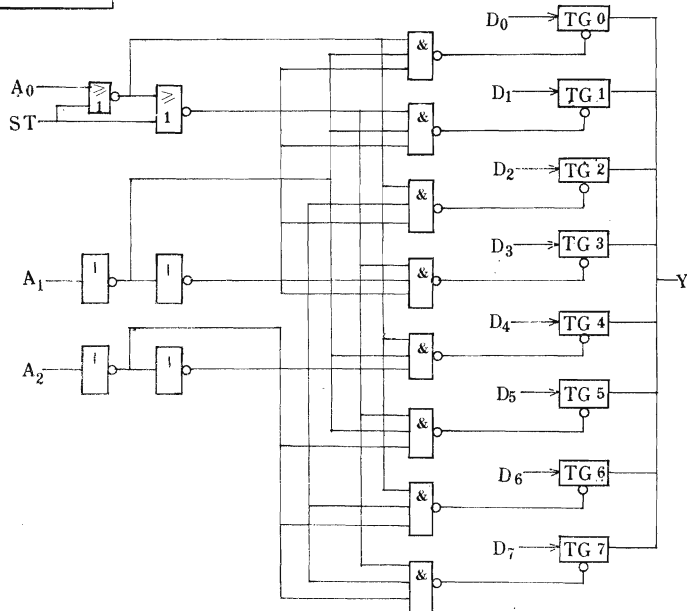 D0 TG 0
&
A0 ≥1 ≥1
ST
D1 TG 1
&
D2 TG 2
&
D3 TG 3
A1 1 1
&
Y
D4 TG 4
&
A2 1 1
D5 TG 5
&
D6 TG 6
&
D7 TG 7
&